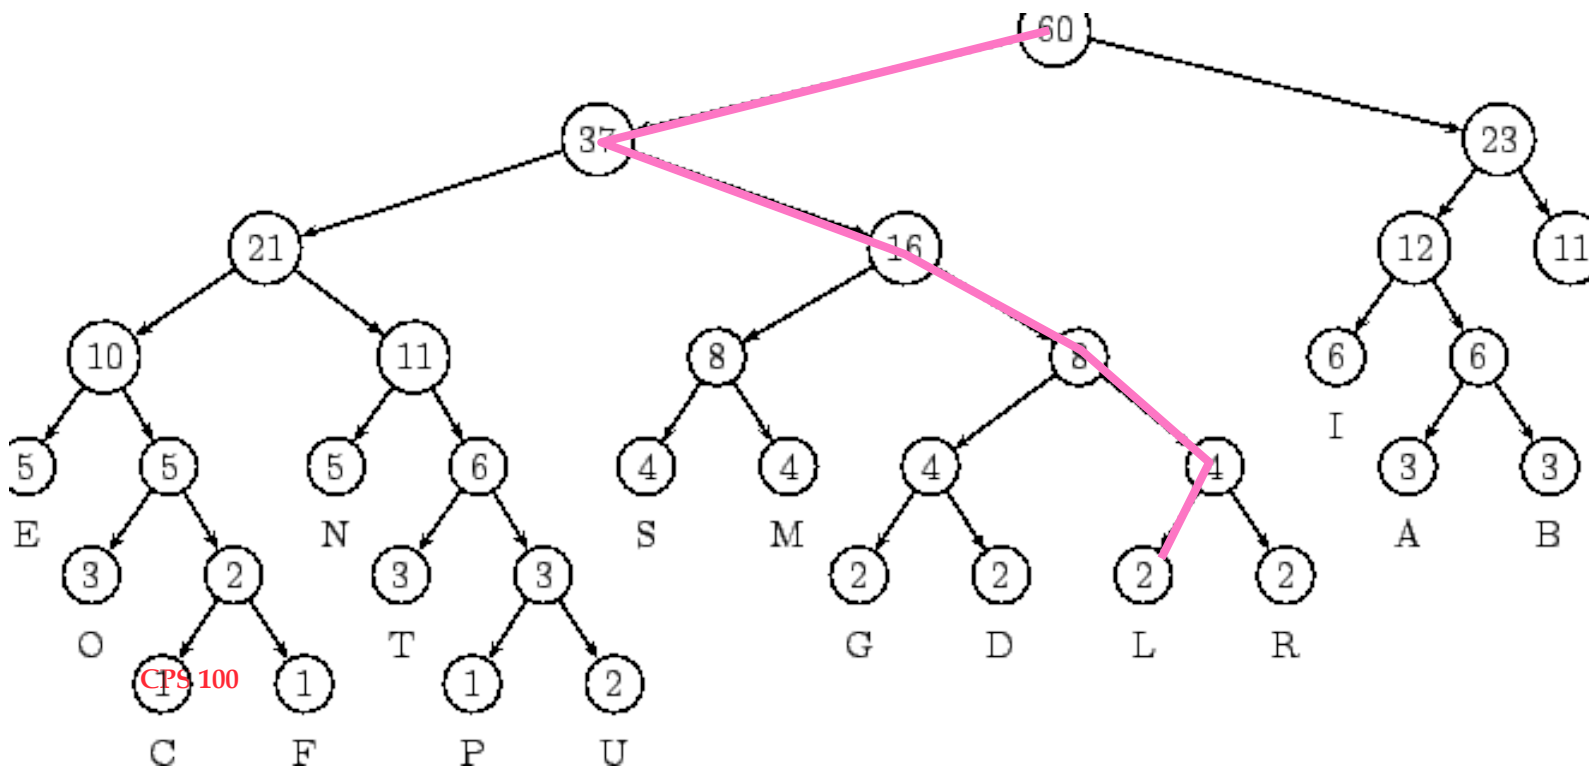 60
37 23
21 16 12 11
10 11 8 8 6 6
I
5 5 5 6 4 4 4 4 3 3
E N S M A B
3 2 3 3 2 2 2 2
O T G D L R
1 1 1 2
CPS 100
C F P U